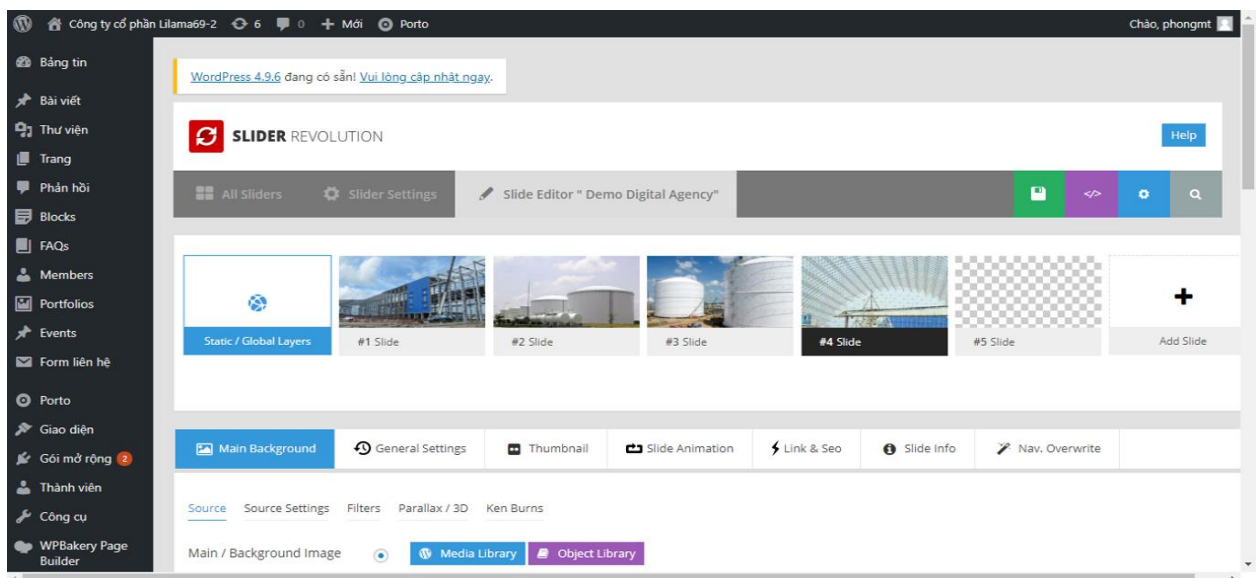 Công ty cổ phần Lilama69-2 6 0 + Mới Porto Chào, phongmt
Bảng tin
Bài viết
Thư viện
Trang
Phản hồi
Blocks
FAQs
Members
Portfolios
Events
Form liên hệ
Porto
Giao diện
Gói mở rộng 2
Thành viên
Công cụ
WPBakery Page
Builder
WordPress 4.9.6 đang có sẵn! Vui lòng cập nhật ngay.
SLIDER REVOLUTION Help
All Sliders Slider Settings Slide Editor " Demo Digital Agency" </>
Static / Global Layers #1 Slide #2 Slide #3 Slide #4 Slide #5 Slide Add Slide
Main Background General Settings Thumbnail Slide Animation Link & Seo Slide Info Nav. Overwrite
Source Source Settings Filters Parallax / 3D Ken Burns
Main / Background Image Media Library Object Library